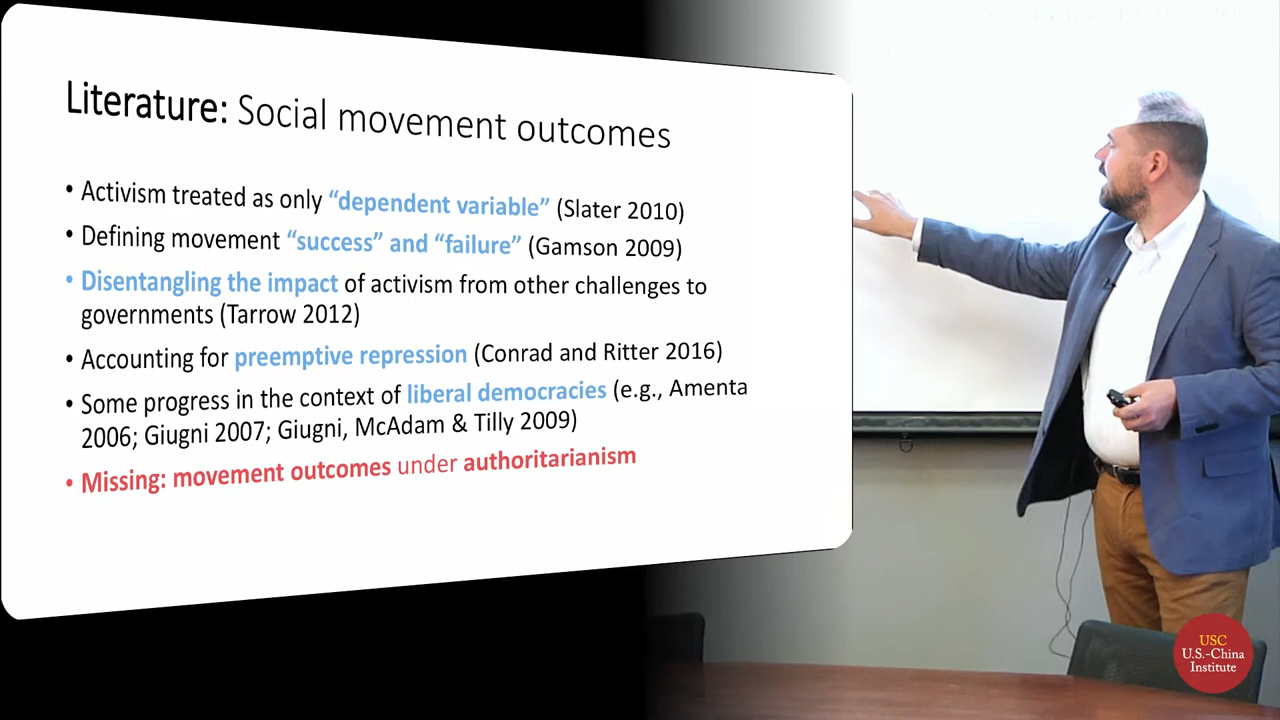 Literature: Social movement outcomes
• Activism treated as only “dependent variable” (Slater 2010)
• Defining movement “success” and “failure” (Gamson 2009)
• Disentangling the impact of activism from other challenges to
governments (Tarrow 2012)
• Accounting for preemptive repression (Conrad and Ritter 2016)
• Some progress in the context of liberal democracies (e.g., Amenta
2006; Giugni 2007; Giugni, McAdam & Tilly 2009)
• Missing: movement outcomes under authoritarianism
USC
U.S.-China
Institute